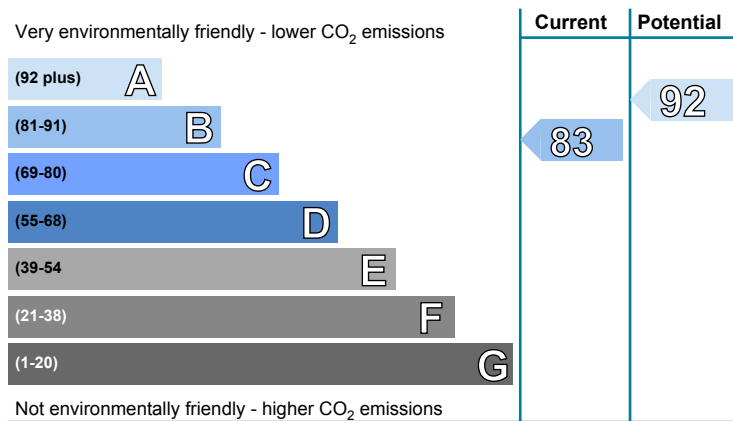 Very environmentally friendly - lower CO2 emissions
Current
Potential
(92 plus) A
(81-91) B
(69-80) C
(55-68) D
(39-54 E
(21-38) F
(1-20) G
83
92
Not environmentally friendly - higher CO2 emissions